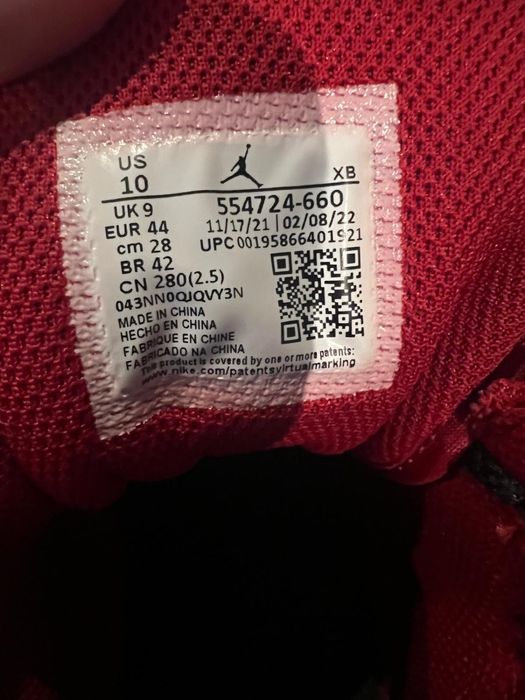 US
10
XB
UK 9
554724-660
EUR 44
11/17/21 | 02/08/22
cm 28
UPC 00195866401921
BR 42
CN 280(2.5)
043NN0QJQVY3N
MADE IN CHINA
HECHO EN CHINA
FABRIQUE EN CHINE
FABRICADO NA CHINA
This product is covered by one or more patents:
www.nike.com/patentsvirtualmarking